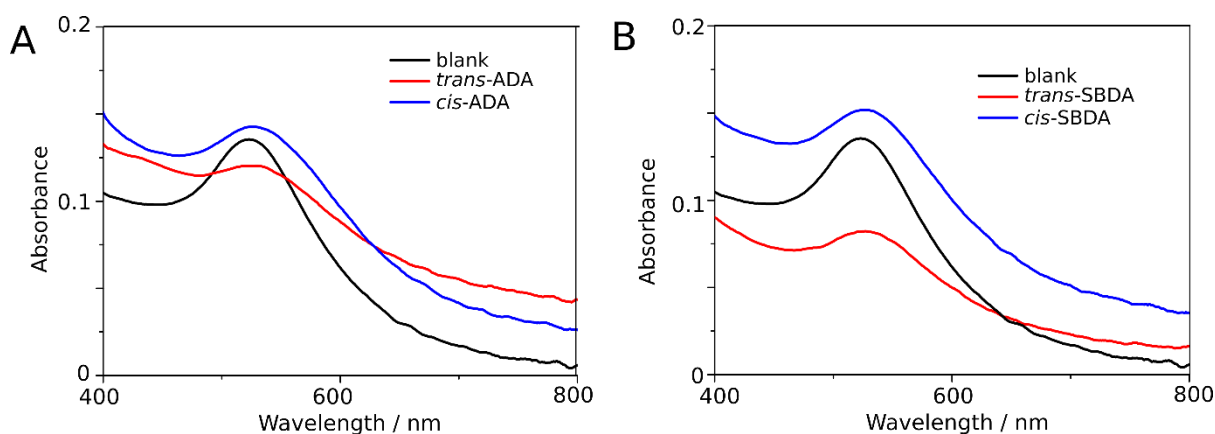 A
0.2
0.1
0
Absorbance
blank
trans-ADA
cis-ADA
400
600
800
Wavelength / nm
B
0.2
0.1
0
Absorbance
blank
trans-SBDA
cis-SBDA
400
600
800
Wavelength / nm